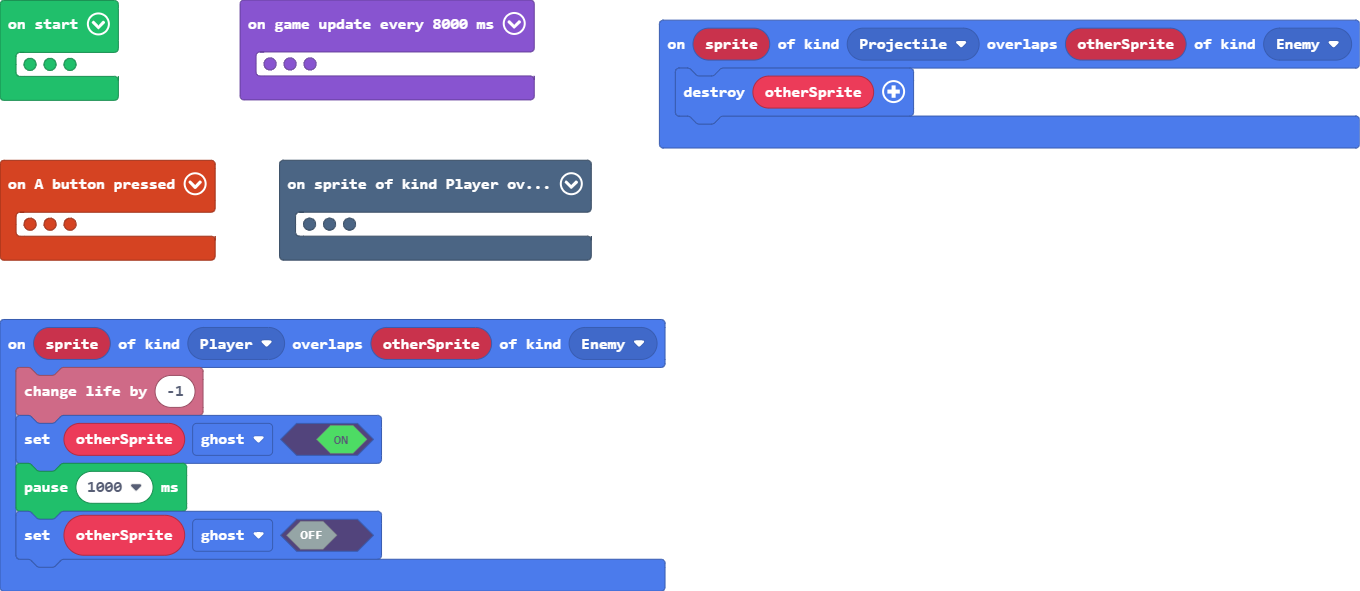 on start
on game update every 8000 ms
on sprite of kind Projectile overlaps otherSprite of kind Enemy
destroy otherSprite
on A button pressed
on sprite of kind Player ov...
on sprite of kind Player overlaps otherSprite of kind Enemy
change life by -1
set otherSprite ghost ON
pause 1000 ms
set otherSprite ghost OFF